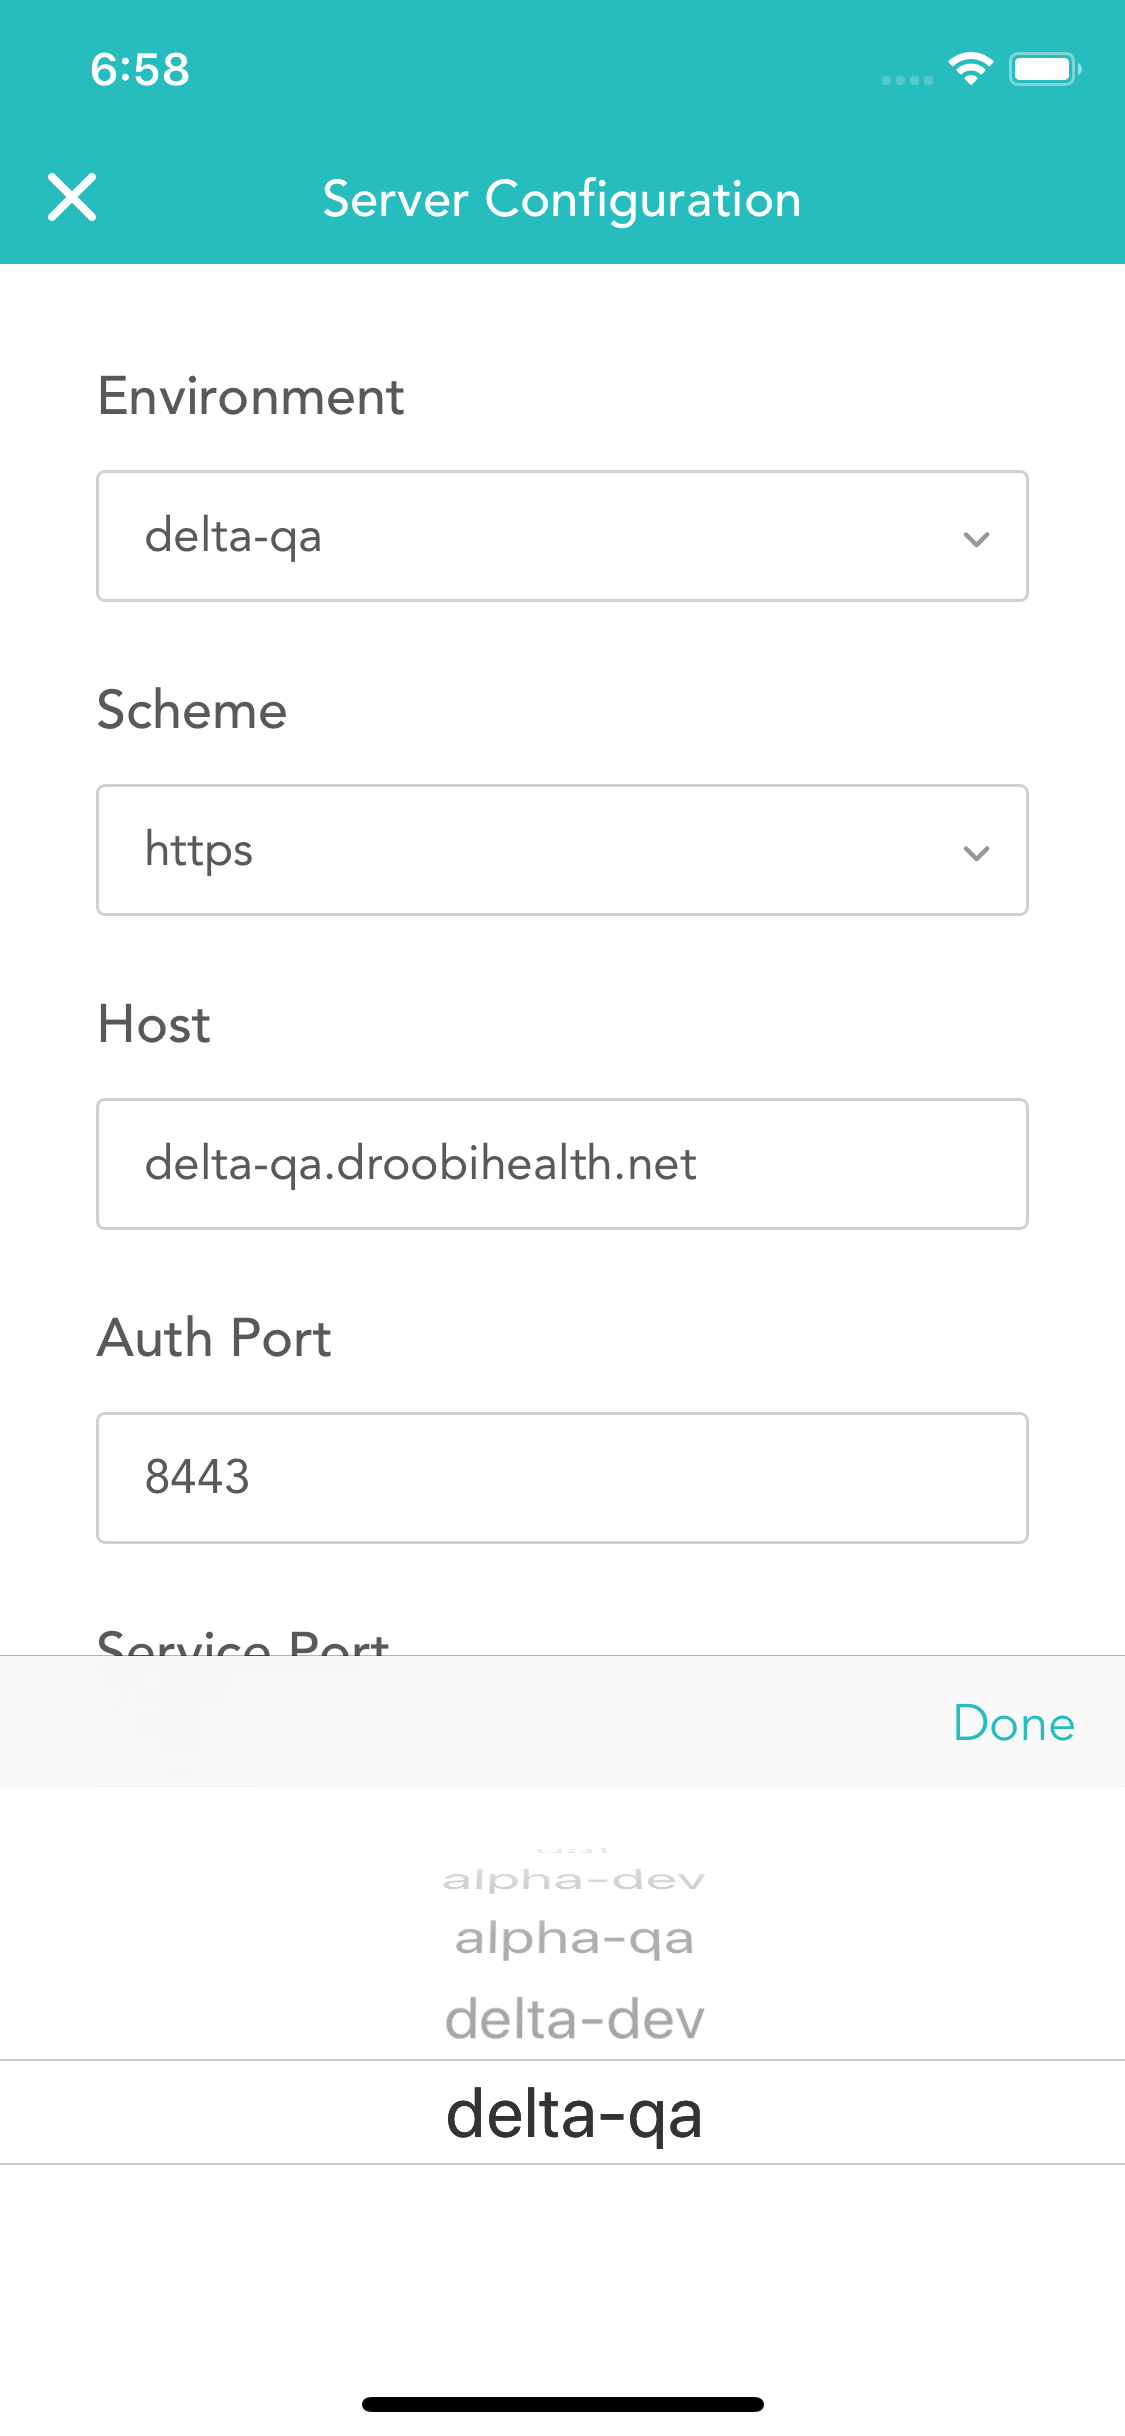 6:58
Server Configuration
Environment
delta-qa
Scheme
https
Host
delta-qa.droobihealth.net
Auth Port
8443
Service Port
Done
alpha-dev
alpha-qa
delta-dev
delta-qa